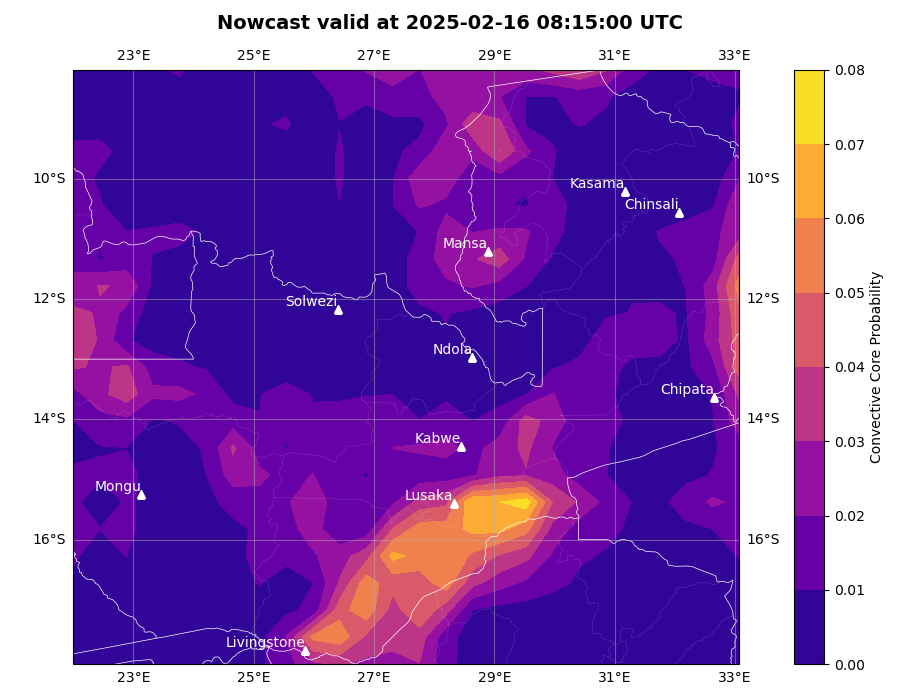 Nowcast valid at 2025-02-16 08:15:00 UTC
23°E 25°E 27°E 29°E 31°E 33°E
0.08
0.07
10°S Kasama 10°S
Chinsali
0.06
Mansa
0.05
12°S Solwezi 12°S
Ndola
0.04
Chipata
14°S 14°S
Kabwe
0.03
Mongu
Lusaka
0.02
16°S 16°S
0.01
Livingstone
0.00
23°E 25°E 27°E 29°E 31°E 33°E
Convective Core Probability